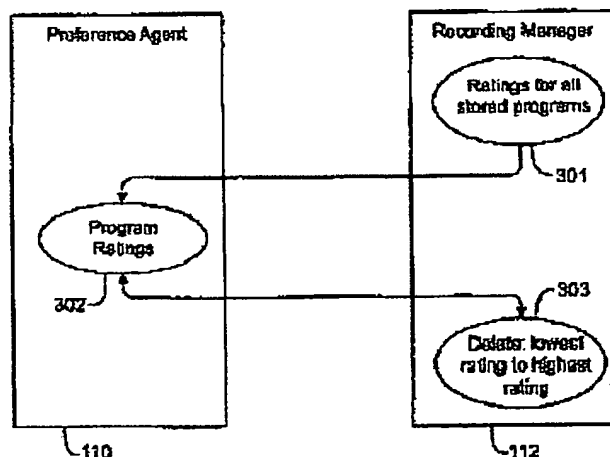 Preference Agent
Recording Manager
Ratings for all
stored programs
301
Program
Ratings
302
303
Delete: lowest
rating to highest
rating
110
112